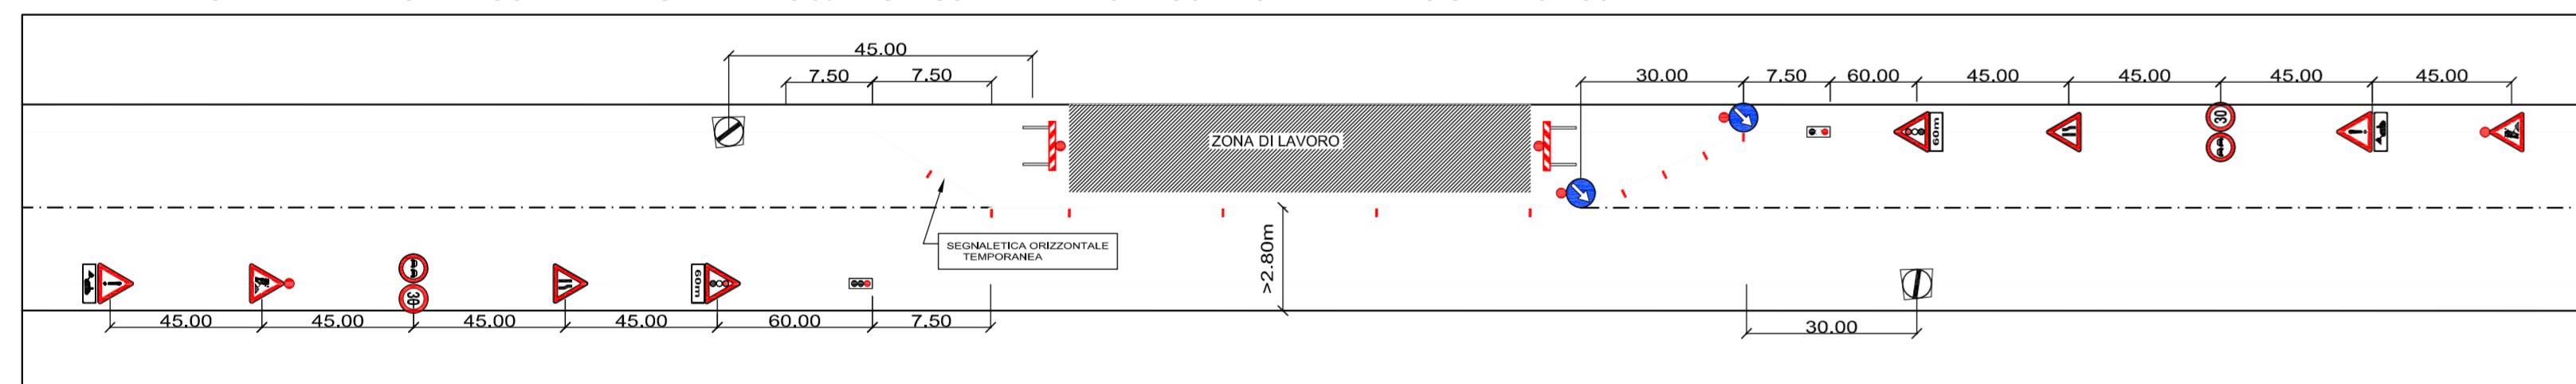 45.00
7.50 7.50
30.00 7.50 60.00 45.00 45.00 45.00 45.00
ZONA DI LAVORO
60m
30
SEGNALETICA ORIZZONTALE
TEMPORANEA
>2.80m
60m
30
45.00 45.00 45.00 45.00 60.00 7.50
30.00